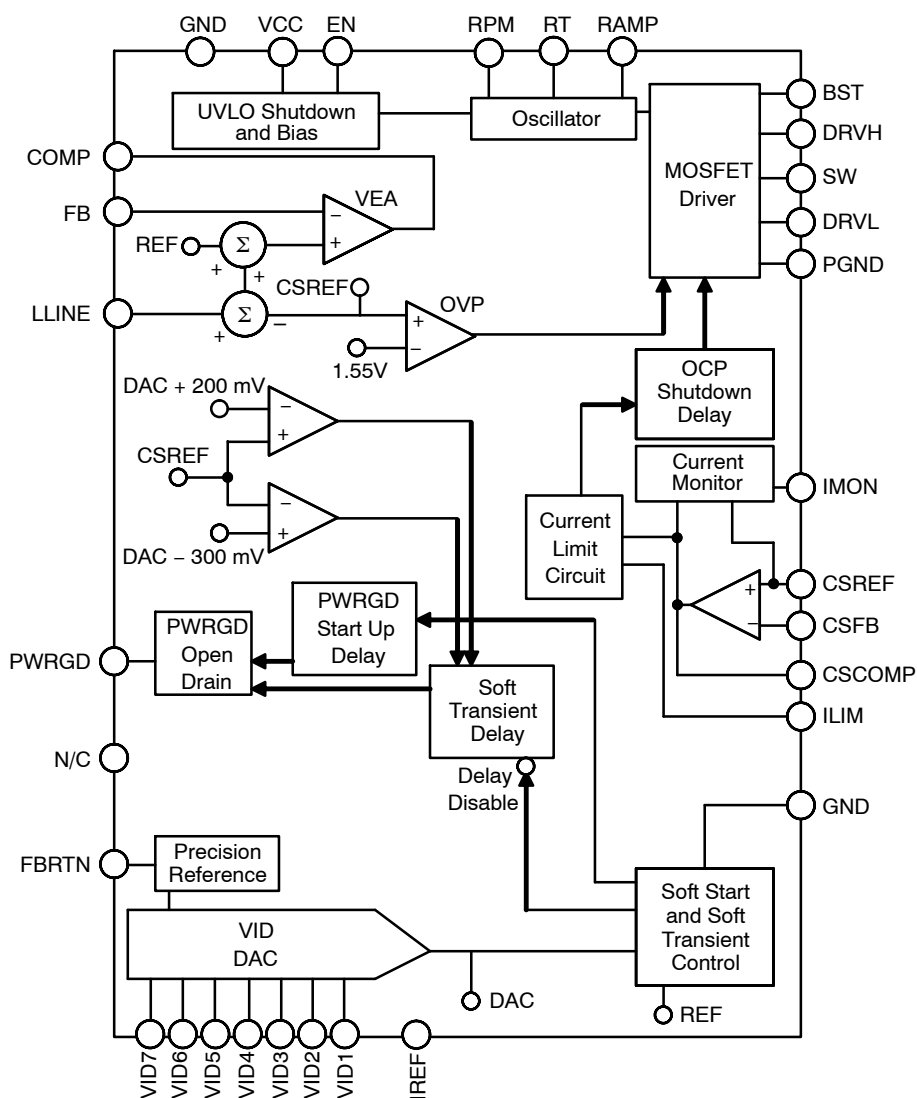 GND VCC EN RPM RT RAMP
UVLO Shutdown
and Bias
Oscillator
MOSFET
Driver
BST
DRVH
SW
DRVL
PGND
COMP
FB
VEA
−
+
REF
Σ
+
+
LLINE
Σ
+
−
CSREF
OVP
+
−
1.55V
OCP
Shutdown
Delay
DAC + 200 mV
−
+
CSREF
−
+
DAC − 300 mV
Current
Monitor
IMON
Current
Limit
Circuit
+
−
CSREF
CSFB
CSCOMP
ILIM
PWRGD
PWRGD
Open
Drain
PWRGD
Start Up
Delay
Soft
Transient
Delay
Delay
Disable
N/C
GND
FBRTN
Precision
Reference
VID
DAC
DAC
Soft Start
and Soft
Transient
Control
REF
VID7
VID6
VID5
VID4
VID3
VID2
VID1
IREF